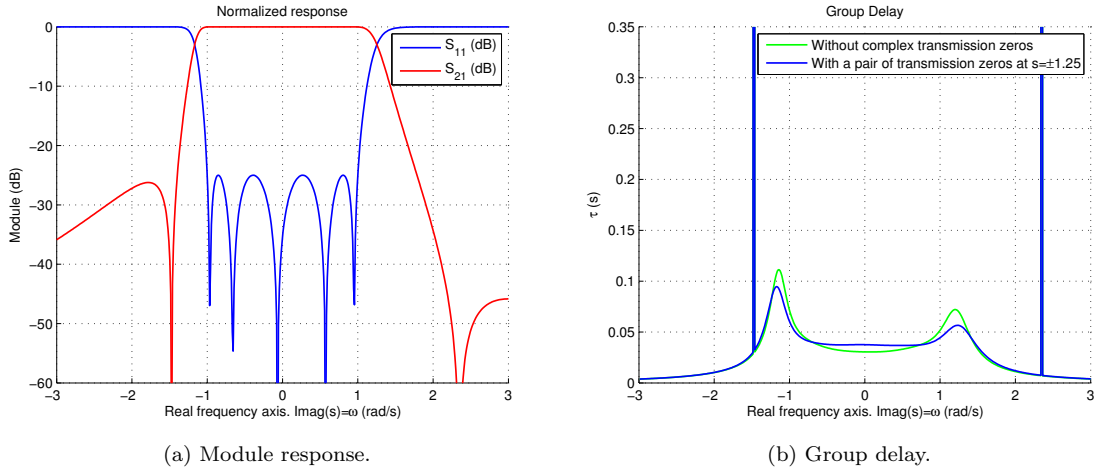 Normalized response
S11 (dB)
S21 (dB)
Module (dB)
0
−10
−20
−30
−40
−50
−60
−3 −2 −1 0 1 2 3
Real frequency axis. Imag(s)=ω (rad/s)
(a) Module response.
Group Delay
Without complex transmission zeros
With a pair of transmission zeros at s=±1.25
τ (s)
0.35
0.3
0.25
0.2
0.15
0.1
0.05
0
−3 −2 −1 0 1 2 3
Real frequency axis. Imag(s)=ω (rad/s)
(b) Group delay.